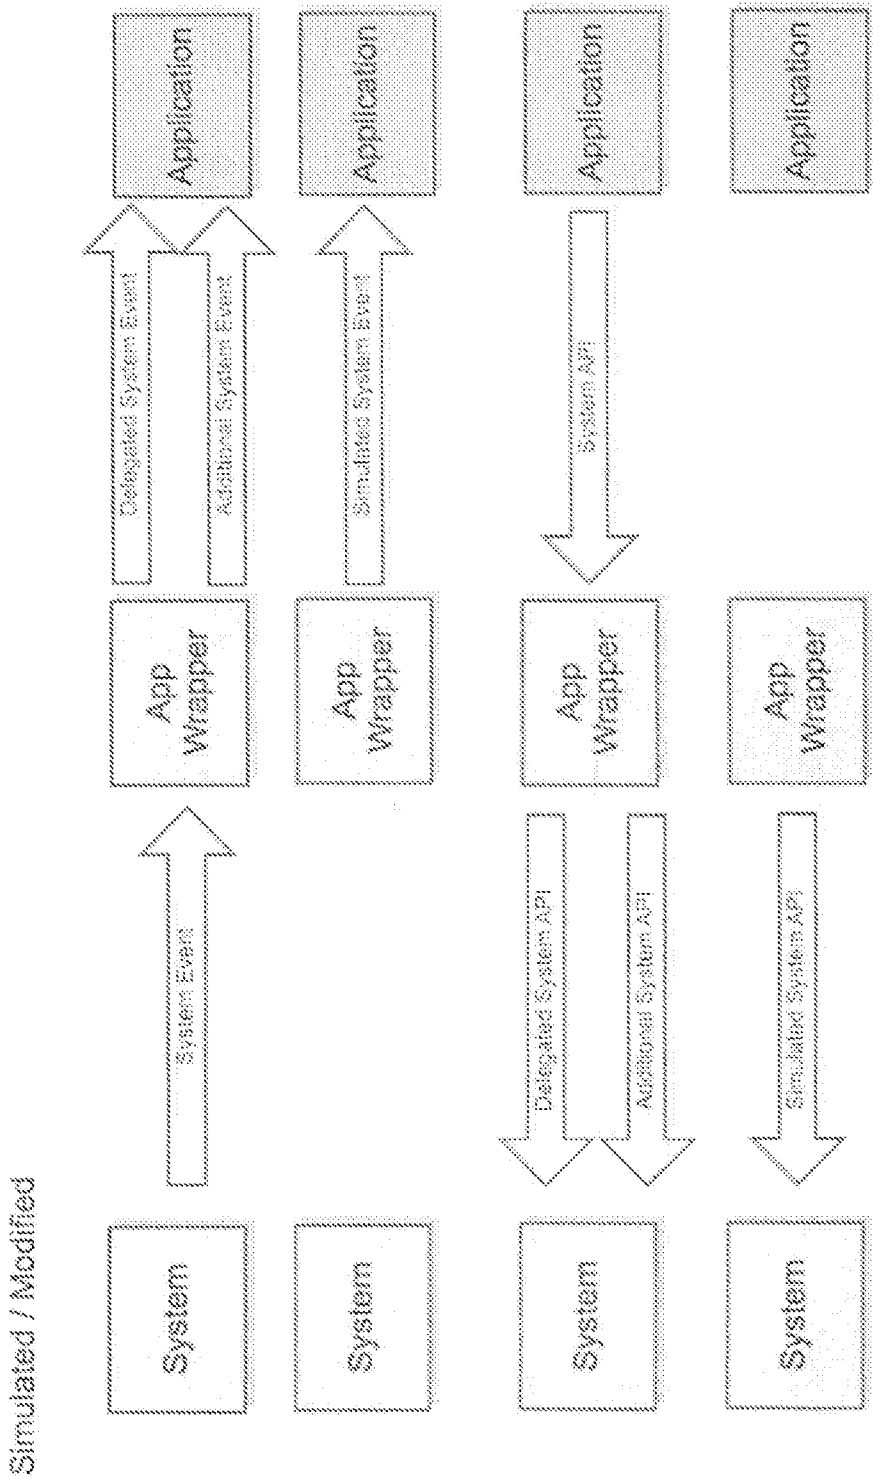 Simulated / Modified
System
System Event
App
Wrapper
Delegated System Event
Additional System Event
Application
System
App
Wrapper
Simulated System Event
Application
System
Delegated System API
Additional System API
App
Wrapper
System API
Application
System
Simulated System API
App
Wrapper
Application